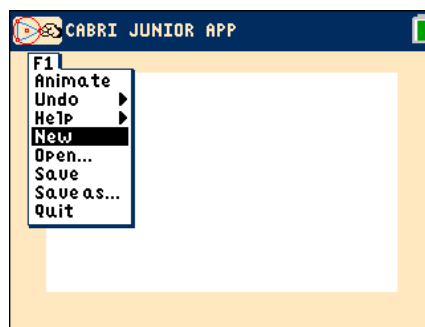 CABRI JUNIOR APP
F1
Animate
Undo
Help
New
Open...
Save
Save as...
Quit